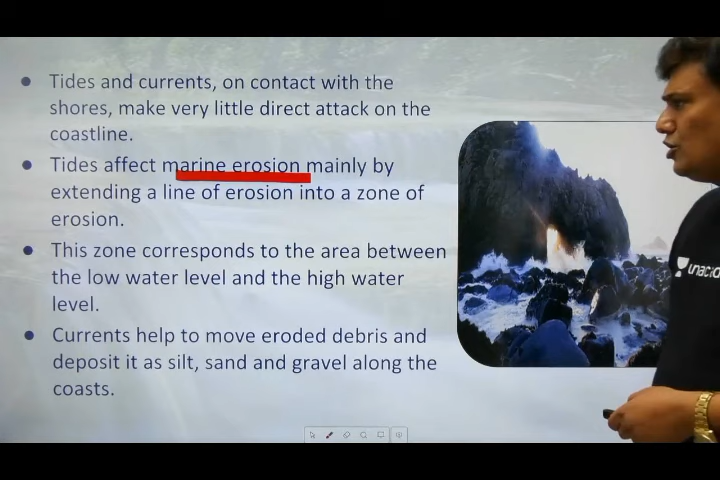 Tides and currents, on contact with the
shores, make very little direct attack on the
coastline.
Tides affect marine erosion mainly by
extending a line of erosion into a zone of
erosion.
This zone corresponds to the area between
the low water level and the high water
level.
Currents help to move eroded debris and
deposit it as silt, sand and gravel along the
coasts.